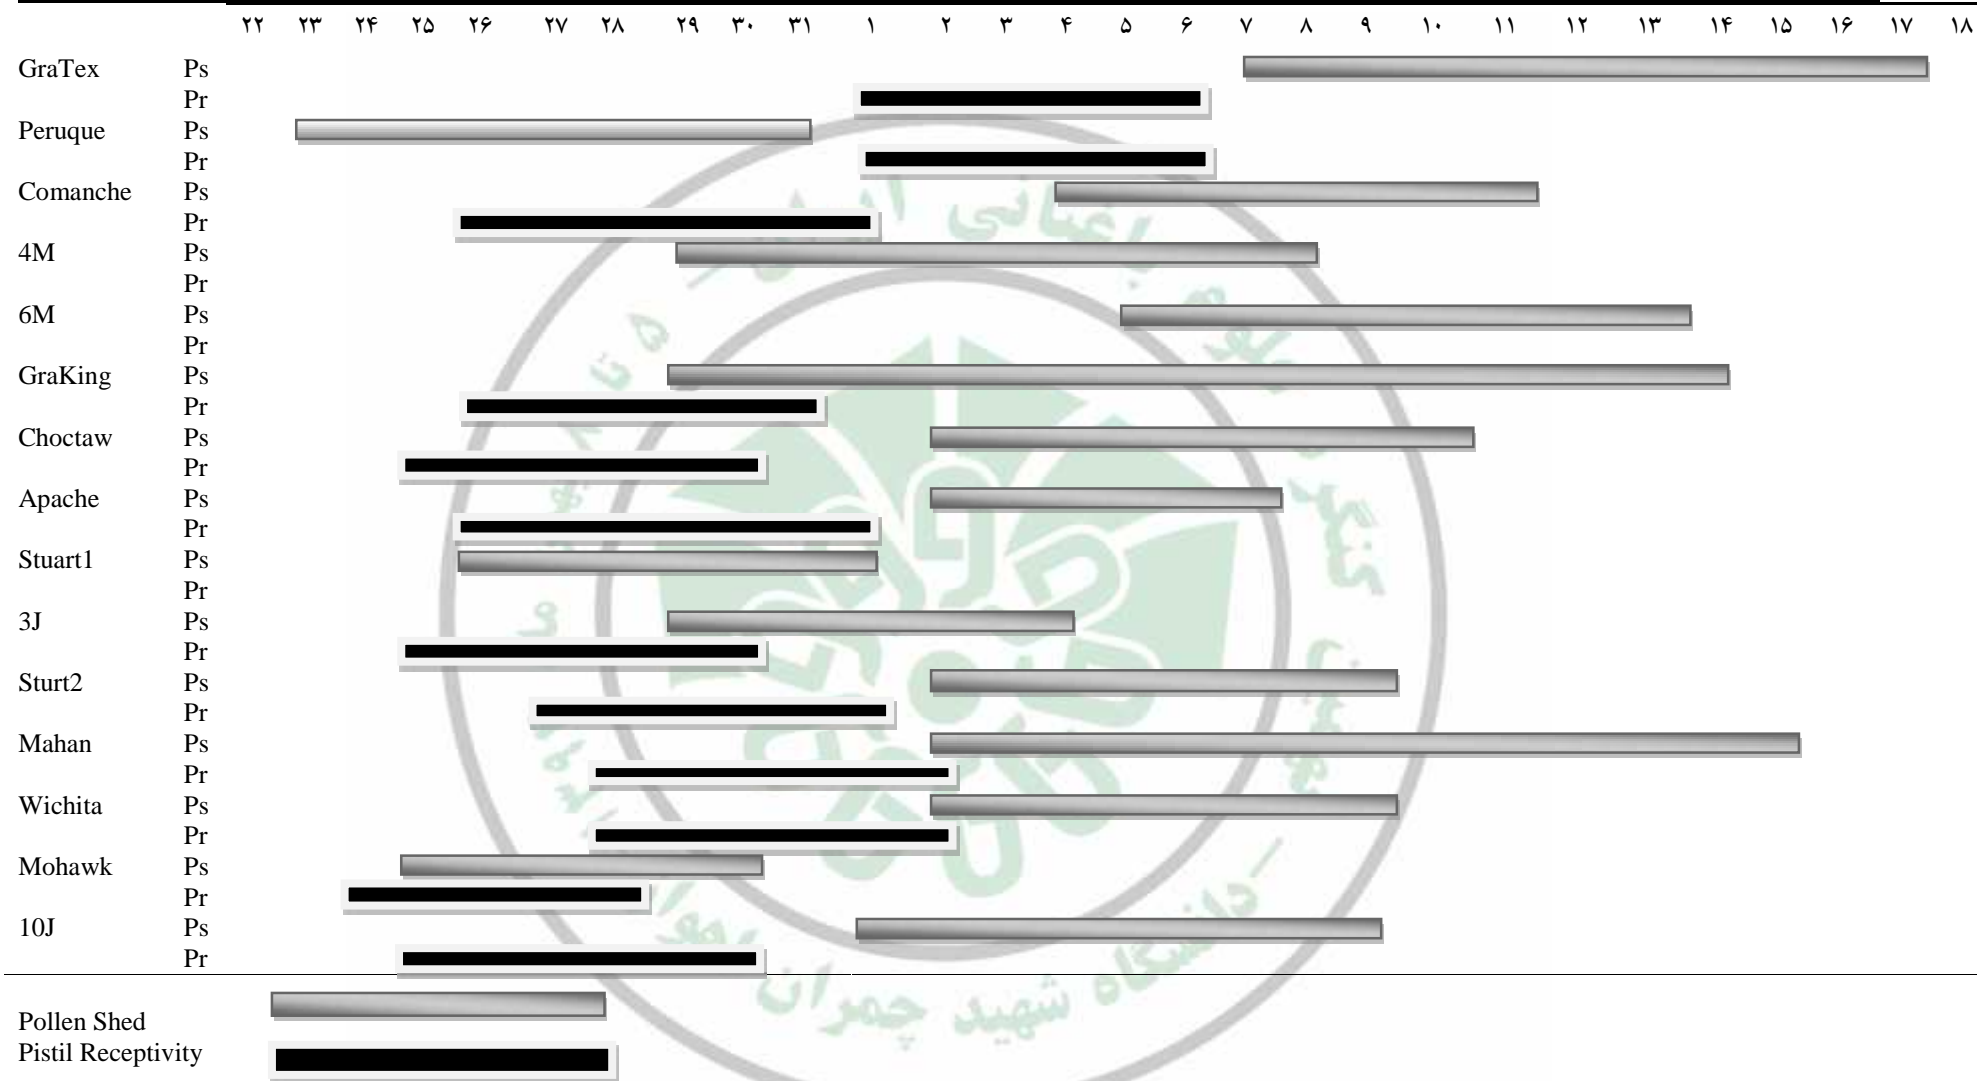 ۲۲ ۲۳ ۲۴ ۲۵ ۲۶ ۲۷ ۲۸ ۲۹ ۳۰ ۳۱ ۱ ۲ ۳ ۴ ۵ ۶ ۷ ۸ ۹ ۱۰ ۱۱ ۱۲ ۱۳ ۱۴ ۱۵ ۱۶ ۱۷ ۱۸
GraTex Ps
Pr
Peruque Ps
Pr
Comanche Ps
Pr
4M Ps
Pr
6M Ps
Pr
GraKing Ps
Pr
Choctaw Ps
Pr
Apache Ps
Pr
Stuart1 Ps
Pr
3J Ps
Pr
Sturt2 Ps
Pr
Mahan Ps
Pr
Wichita Ps
Pr
Mohawk Ps
Pr
10J Ps
Pr
Pollen Shed
Pistil Receptivity
دانشگاه شهید چمران اهواز